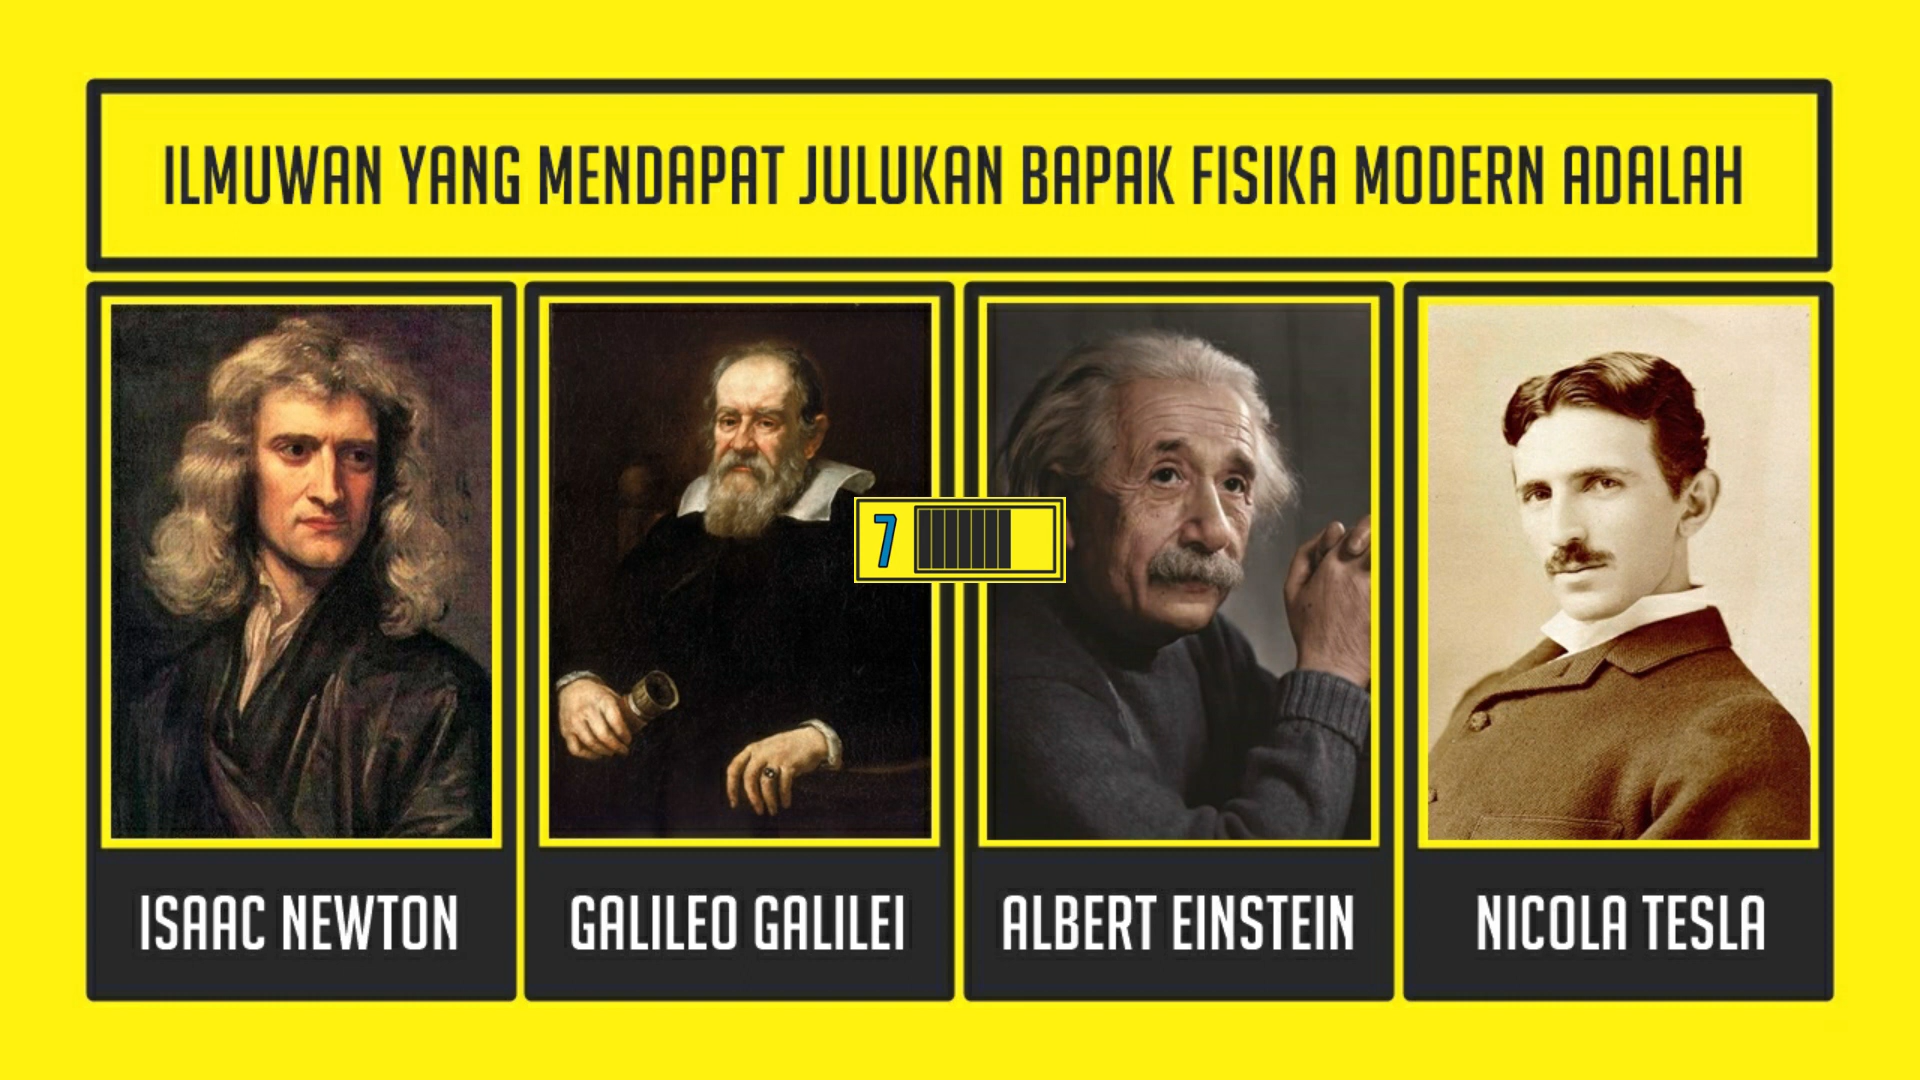 ILMUWAN YANG MENDAPAT JULUKAN BAPAK FISIKA MODERN ADALAH
7
ISAAC NEWTON
GALILEO GALILEI
ALBERT EINSTEIN
NICOLA TESLA